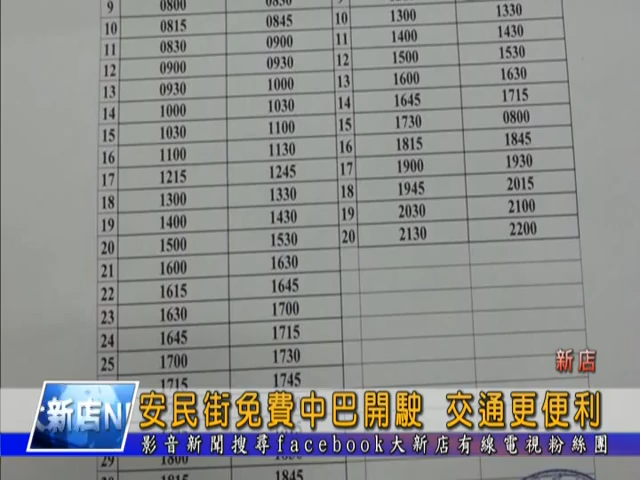 9 0800 0830
10 0815 0845 10 1300 1330
11 0830 0900 11 1400 1430
12 0900 0930 12 1500 1530
13 0930 1000 13 1600 1630
14 1000 1030 14 1645 1715
15 1030 1100 15 1730 0800
16 1100 1130 16 1815 1845
17 1215 1245 17 1900 1930
18 1300 1330 18 1945 2015
19 1400 1430 19 2030 2100
20 1500 1530 20 2130 2200
21 1600 1630
22 1615 1645
23 1630 1700
24 1645 1715
25 1700 1730
1715 1745
新店
新店N
安民街免費中巴開駛 交通更便利
影音新聞搜尋facebook大新店有線電視粉絲團
29 1800
1815 1845